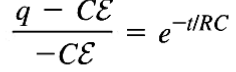 q − Cℰ
−Cℰ
= e^{−t/RC}